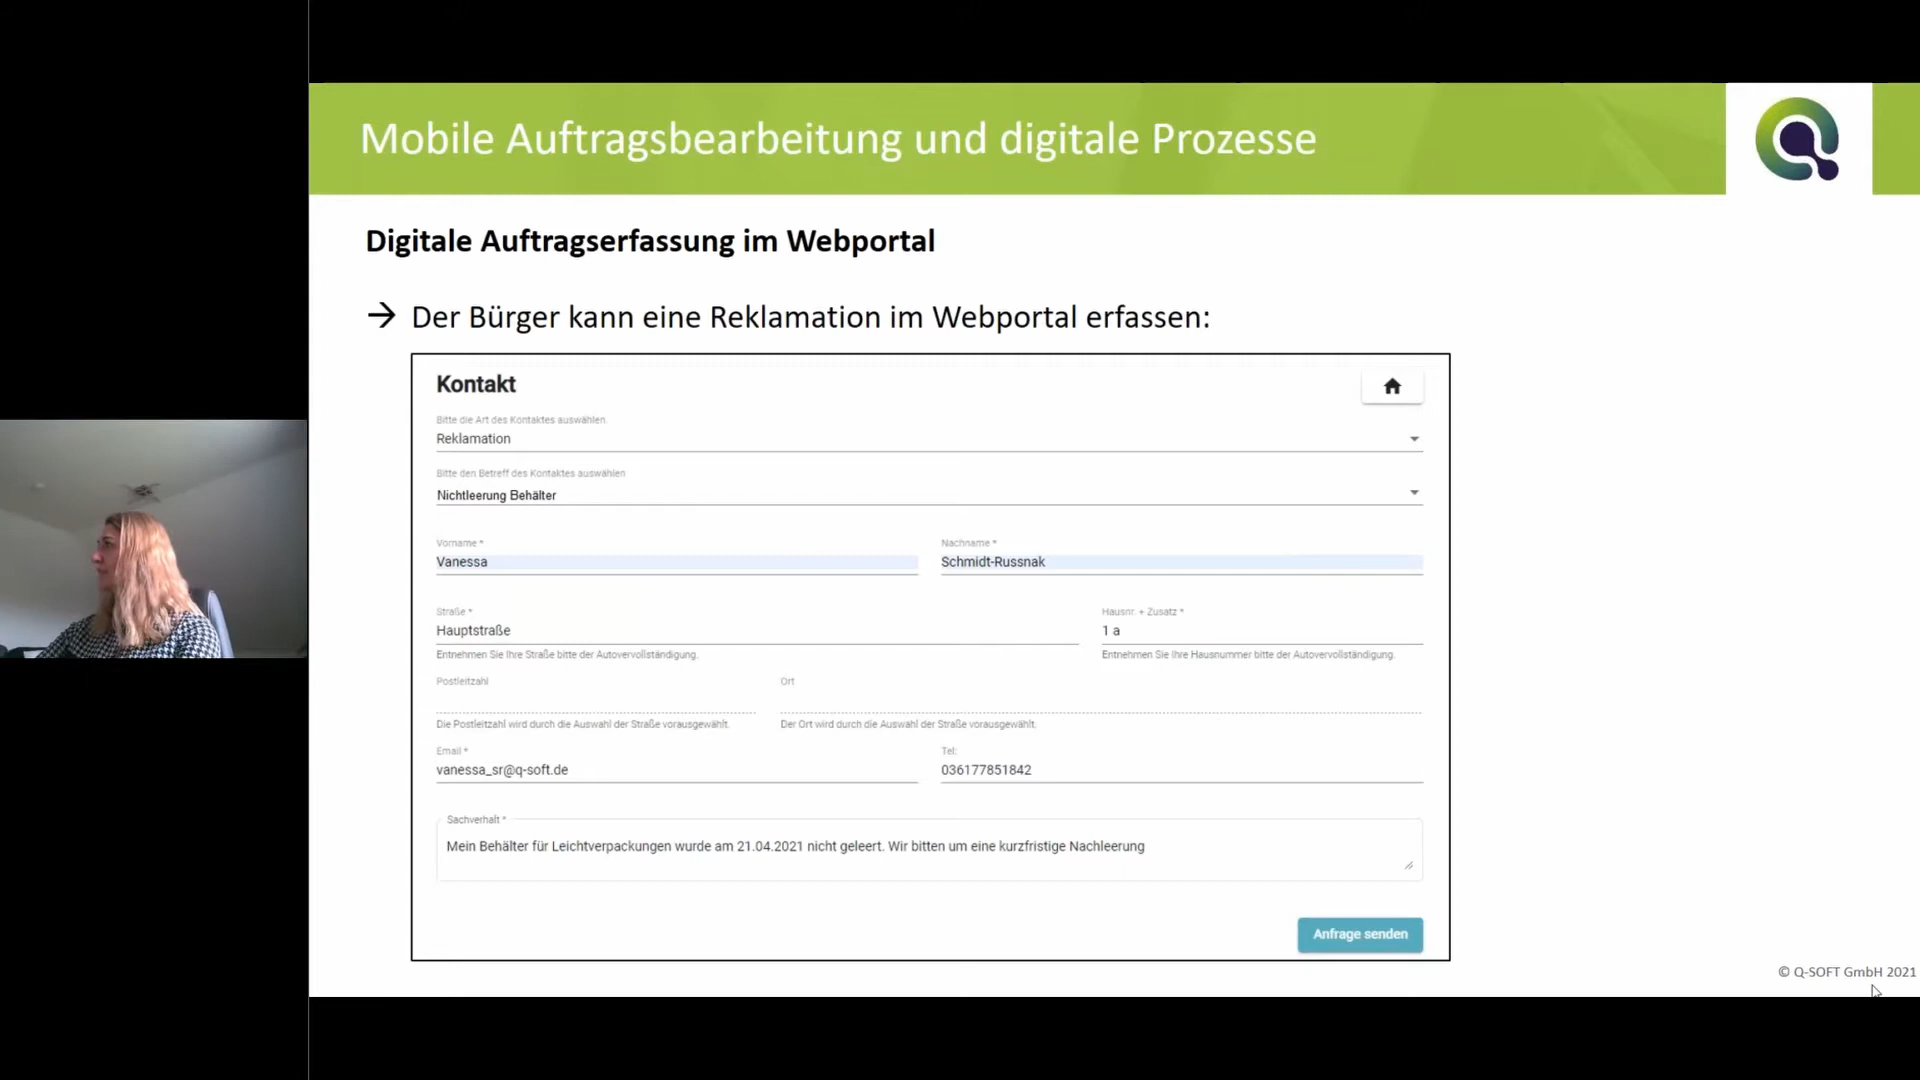 Mobile Auftragsbearbeitung und digitale Prozesse
Digitale Auftragserfassung im Webportal
→ Der Bürger kann eine Reklamation im Webportal erfassen:
Kontakt
Bitte die Art des Kontaktes auswählen
Reklamation
Bitte den Betreff des Kontaktes auswählen
Nichtleerung Behälter
Vorname * Nachname *
Vanessa Schmidt-Russnak
Straße * Hausnr. + Zusatz *
Hauptstraße 1 a
Entnehmen Sie Ihre Straße bitte der Autovervollständigung. Entnehmen Sie Ihre Hausnummer bitte der Autovervollständigung.
Postleitzahl Ort
Die Postleitzahl wird durch die Auswahl der Straße vorausgewählt. Der Ort wird durch die Auswahl der Straße vorausgewählt.
Email * Tel:
vanessa_sr@q-soft.de 036177851842
Sachverhalt *
Mein Behälter für Leichtverpackungen wurde am 21.04.2021 nicht geleert. Wir bitten um eine kurzfristige Nachleerung
Anfrage senden
© Q-SOFT GmbH 2021